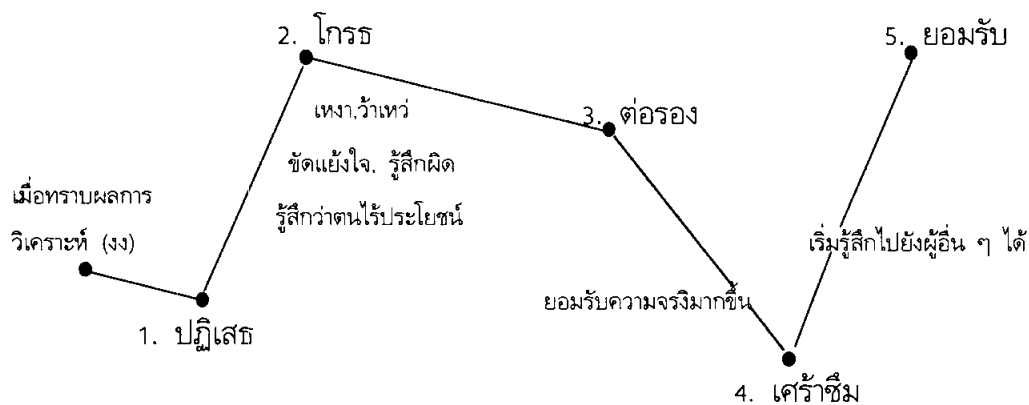 2. โกรธ
5. ยอมรับ
เหงา,ว้าเหว่
3. ต่อรอง
ขัดแย้งใจ. รู้สึกผิด
เมื่อทราบผลการ
รู้สึกว่าตนไร้ประโยชน์
วิเคราะห์ (งง)
เริ่มรู้สึกไปยังผู้อื่น ๆ ได้
ยอมรับความจรงิมากขึ้น
1. ปฏิเสธ
4. เศร้าซึม